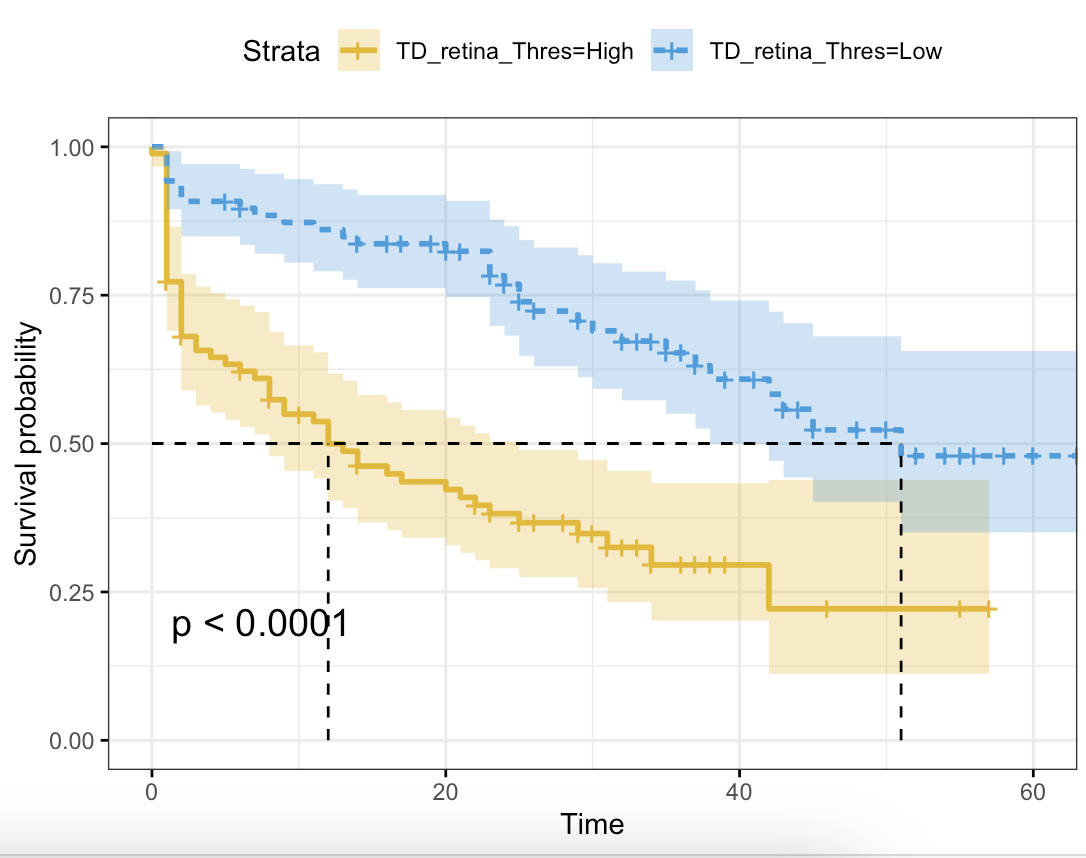 Strata TD_retina_Thres=High TD_retina_Thres=Low
1.00
0.75
0.50
0.25
0.00
Survival probability
p < 0.0001
0 20 40 60
Time